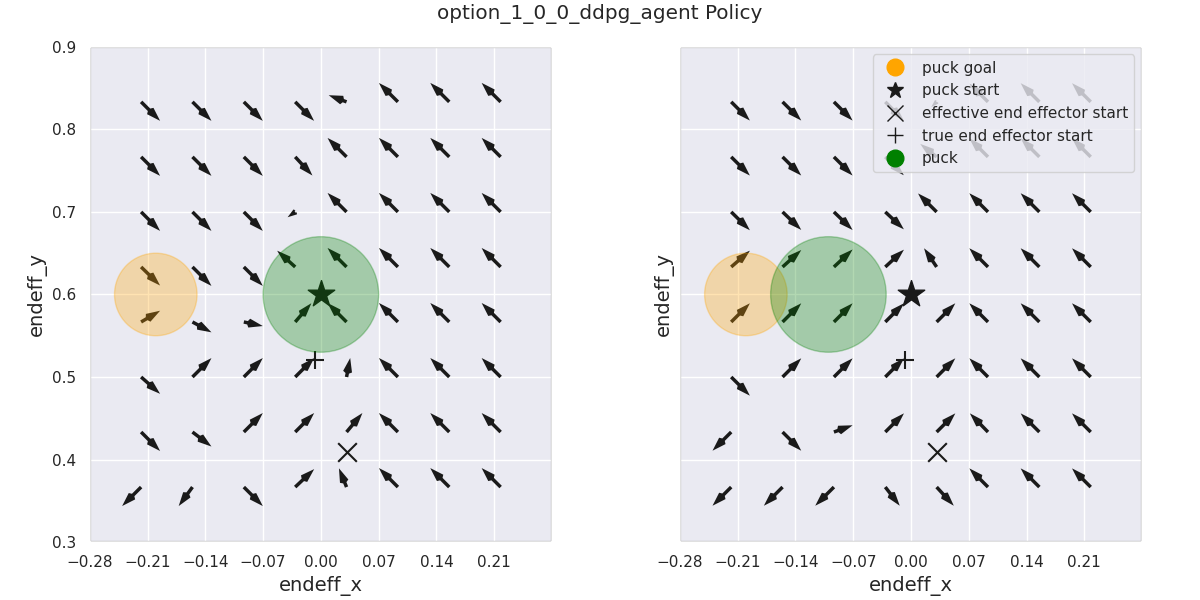 option_1_0_0_ddpg_agent Policy
endeff_y
0.9
0.8
0.7
0.6
0.5
0.4
0.3
−0.28 −0.21 −0.14 −0.07 0.00 0.07 0.14 0.21
endeff_x
endeff_y
puck goal
puck start
effective end effector start
true end effector start
puck
−0.28 −0.21 −0.14 −0.07 0.00 0.07 0.14 0.21
endeff_x